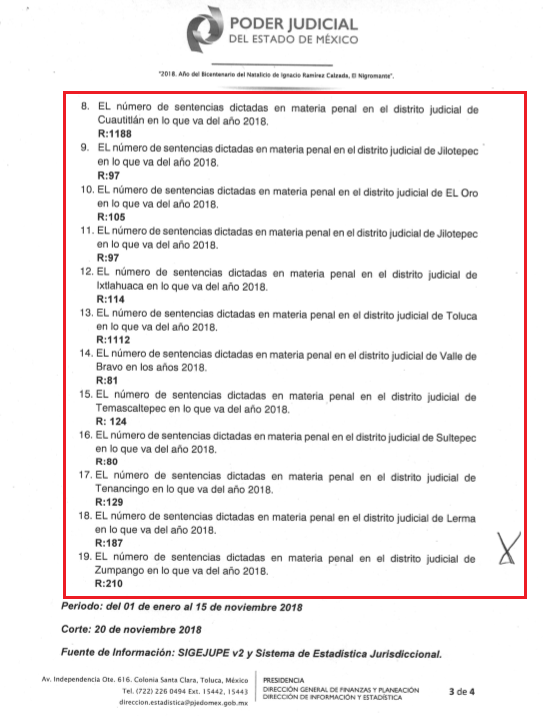 PODER JUDICIAL
DEL ESTADO DE MÉXICO
"2018. Año del Bicentenario del Natalicio de Ignacio Ramírez Calzada, El Nigromante".
8. EL número de sentencias dictadas en materia penal en el distrito judicial de
Cuautitlán en lo que va del año 2018.
R:1188
9. EL número de sentencias dictadas en materia penal en el distrito judicial de Jilotepec
en lo que va del año 2018.
R:97
10. EL número de sentencias dictadas en materia penal en el distrito judicial de EL Oro
en lo que va del año 2018.
R:105
11. EL número de sentencias dictadas en materia penal en el distrito judicial de Jilotepec
en lo que va del año 2018.
R:97
12. EL número de sentencias dictadas en materia penal en el distrito judicial de
Ixtlahuaca en lo que va del año 2018.
R:114
13. EL número de sentencias dictadas en materia penal en el distrito judicial de Toluca
en lo que va del año 2018.
R:1112
14. EL número de sentencias dictadas en materia penal en el distrito judicial de Valle de
Bravo en los años 2018.
R:81
15. EL número de sentencias dictadas en materia penal en el distrito judicial de
Temascaltepec en lo que va del año 2018.
R: 124
16. EL número de sentencias dictadas en materia penal en el distrito judicial de Sultepec
en lo que va del año 2018.
R:80
17. EL número de sentencias dictadas en materia penal en el distrito judicial de
Tenancingo en lo que va del año 2018.
R:129
18. EL número de sentencias dictadas en materia penal en el distrito judicial de Lerma
en lo que va del año 2018.
R:187
19. EL número de sentencias dictadas en materia penal en el distrito judicial de
Zumpango en lo que va del año 2018.
R:210
Periodo: del 01 de enero al 15 de noviembre 2018
Corte: 20 de noviembre 2018
Fuente de Información: SIGEJUPE v2 y Sistema de Estadística Jurisdiccional.
Av. Independencia Ote. 616. Colonia Santa Clara, Toluca, México
Tel. (722) 226 0494 Ext. 15442, 15443
direccion.estadistica@pjedomex.gob.mx
PRESIDENCIA
DIRECCIÓN GENERAL DE FINANZAS Y PLANEACIÓN
DIRECCIÓN DE INFORMACIÓN Y ESTADÍSTICA
3 de 4